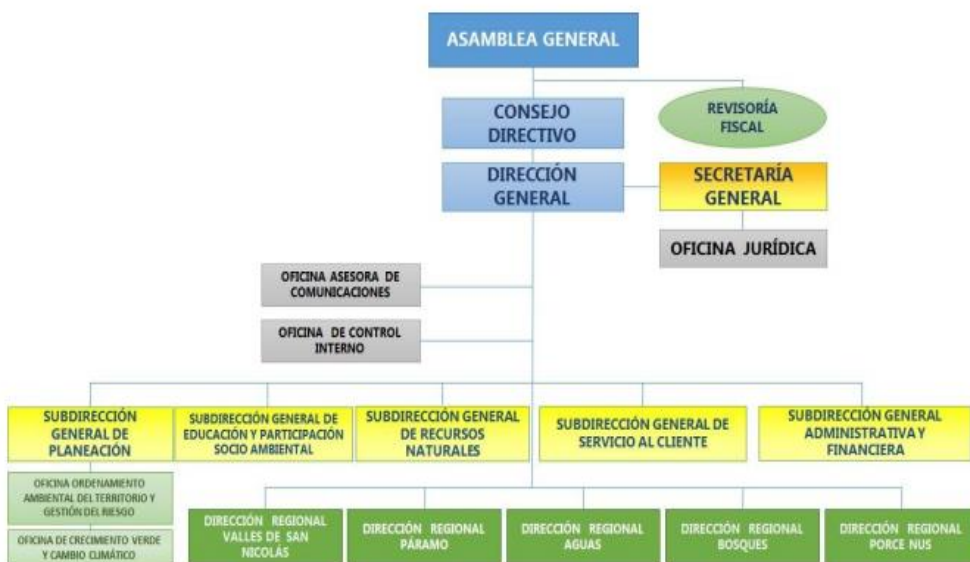 ASAMBLEA GENERAL
REVISORÍA
FISCAL
CONSEJO
DIRECTIVO
DIRECCIÓN
GENERAL
SECRETARÍA
GENERAL
OFICINA JURÍDICA
OFICINA ASESORA DE
COMUNICACIONES
OFICINA DE CONTROL
INTERNO
SUBDIRECCIÓN
GENERAL DE
PLANEACIÓN
SUBDIRECCIÓN GENERAL DE
EDUCACIÓN Y PARTICIPACIÓN
SOCIO AMBIENTAL
SUBDIRECCIÓN GENERAL
DE RECURSOS
NATURALES
SUBDIRECCIÓN GENERAL DE
SERVICIO AL CLIENTE
SUBDIRECCIÓN GENERAL
ADMINISTRATIVA Y
FINANCIERA
OFICINA ORDENAMIENTO
AMBIENTAL DEL TERRITORIO Y
GESTIÓN DEL RIESGO
OFICINA DE CRECIMIENTO VERDE
Y CAMBIO CLIMÁTICO
DIRECCIÓN REGIONAL
VALLES DE SAN
NICOLÁS
DIRECCIÓN REGIONAL
PÁRAMO
DIRECCIÓN REGIONAL
AGUAS
DIRECCIÓN REGIONAL
BOSQUES
DIRECCIÓN REGIONAL
PORCE NUS